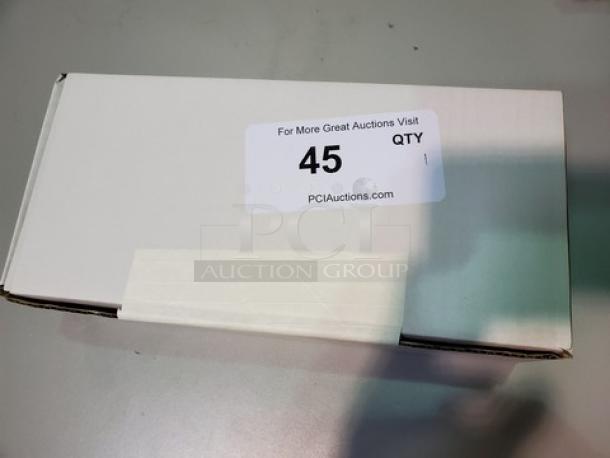 For More Great Auctions Visit
45
QTY
1
PCIAuctions.com
PCI
AUCTION GROUP